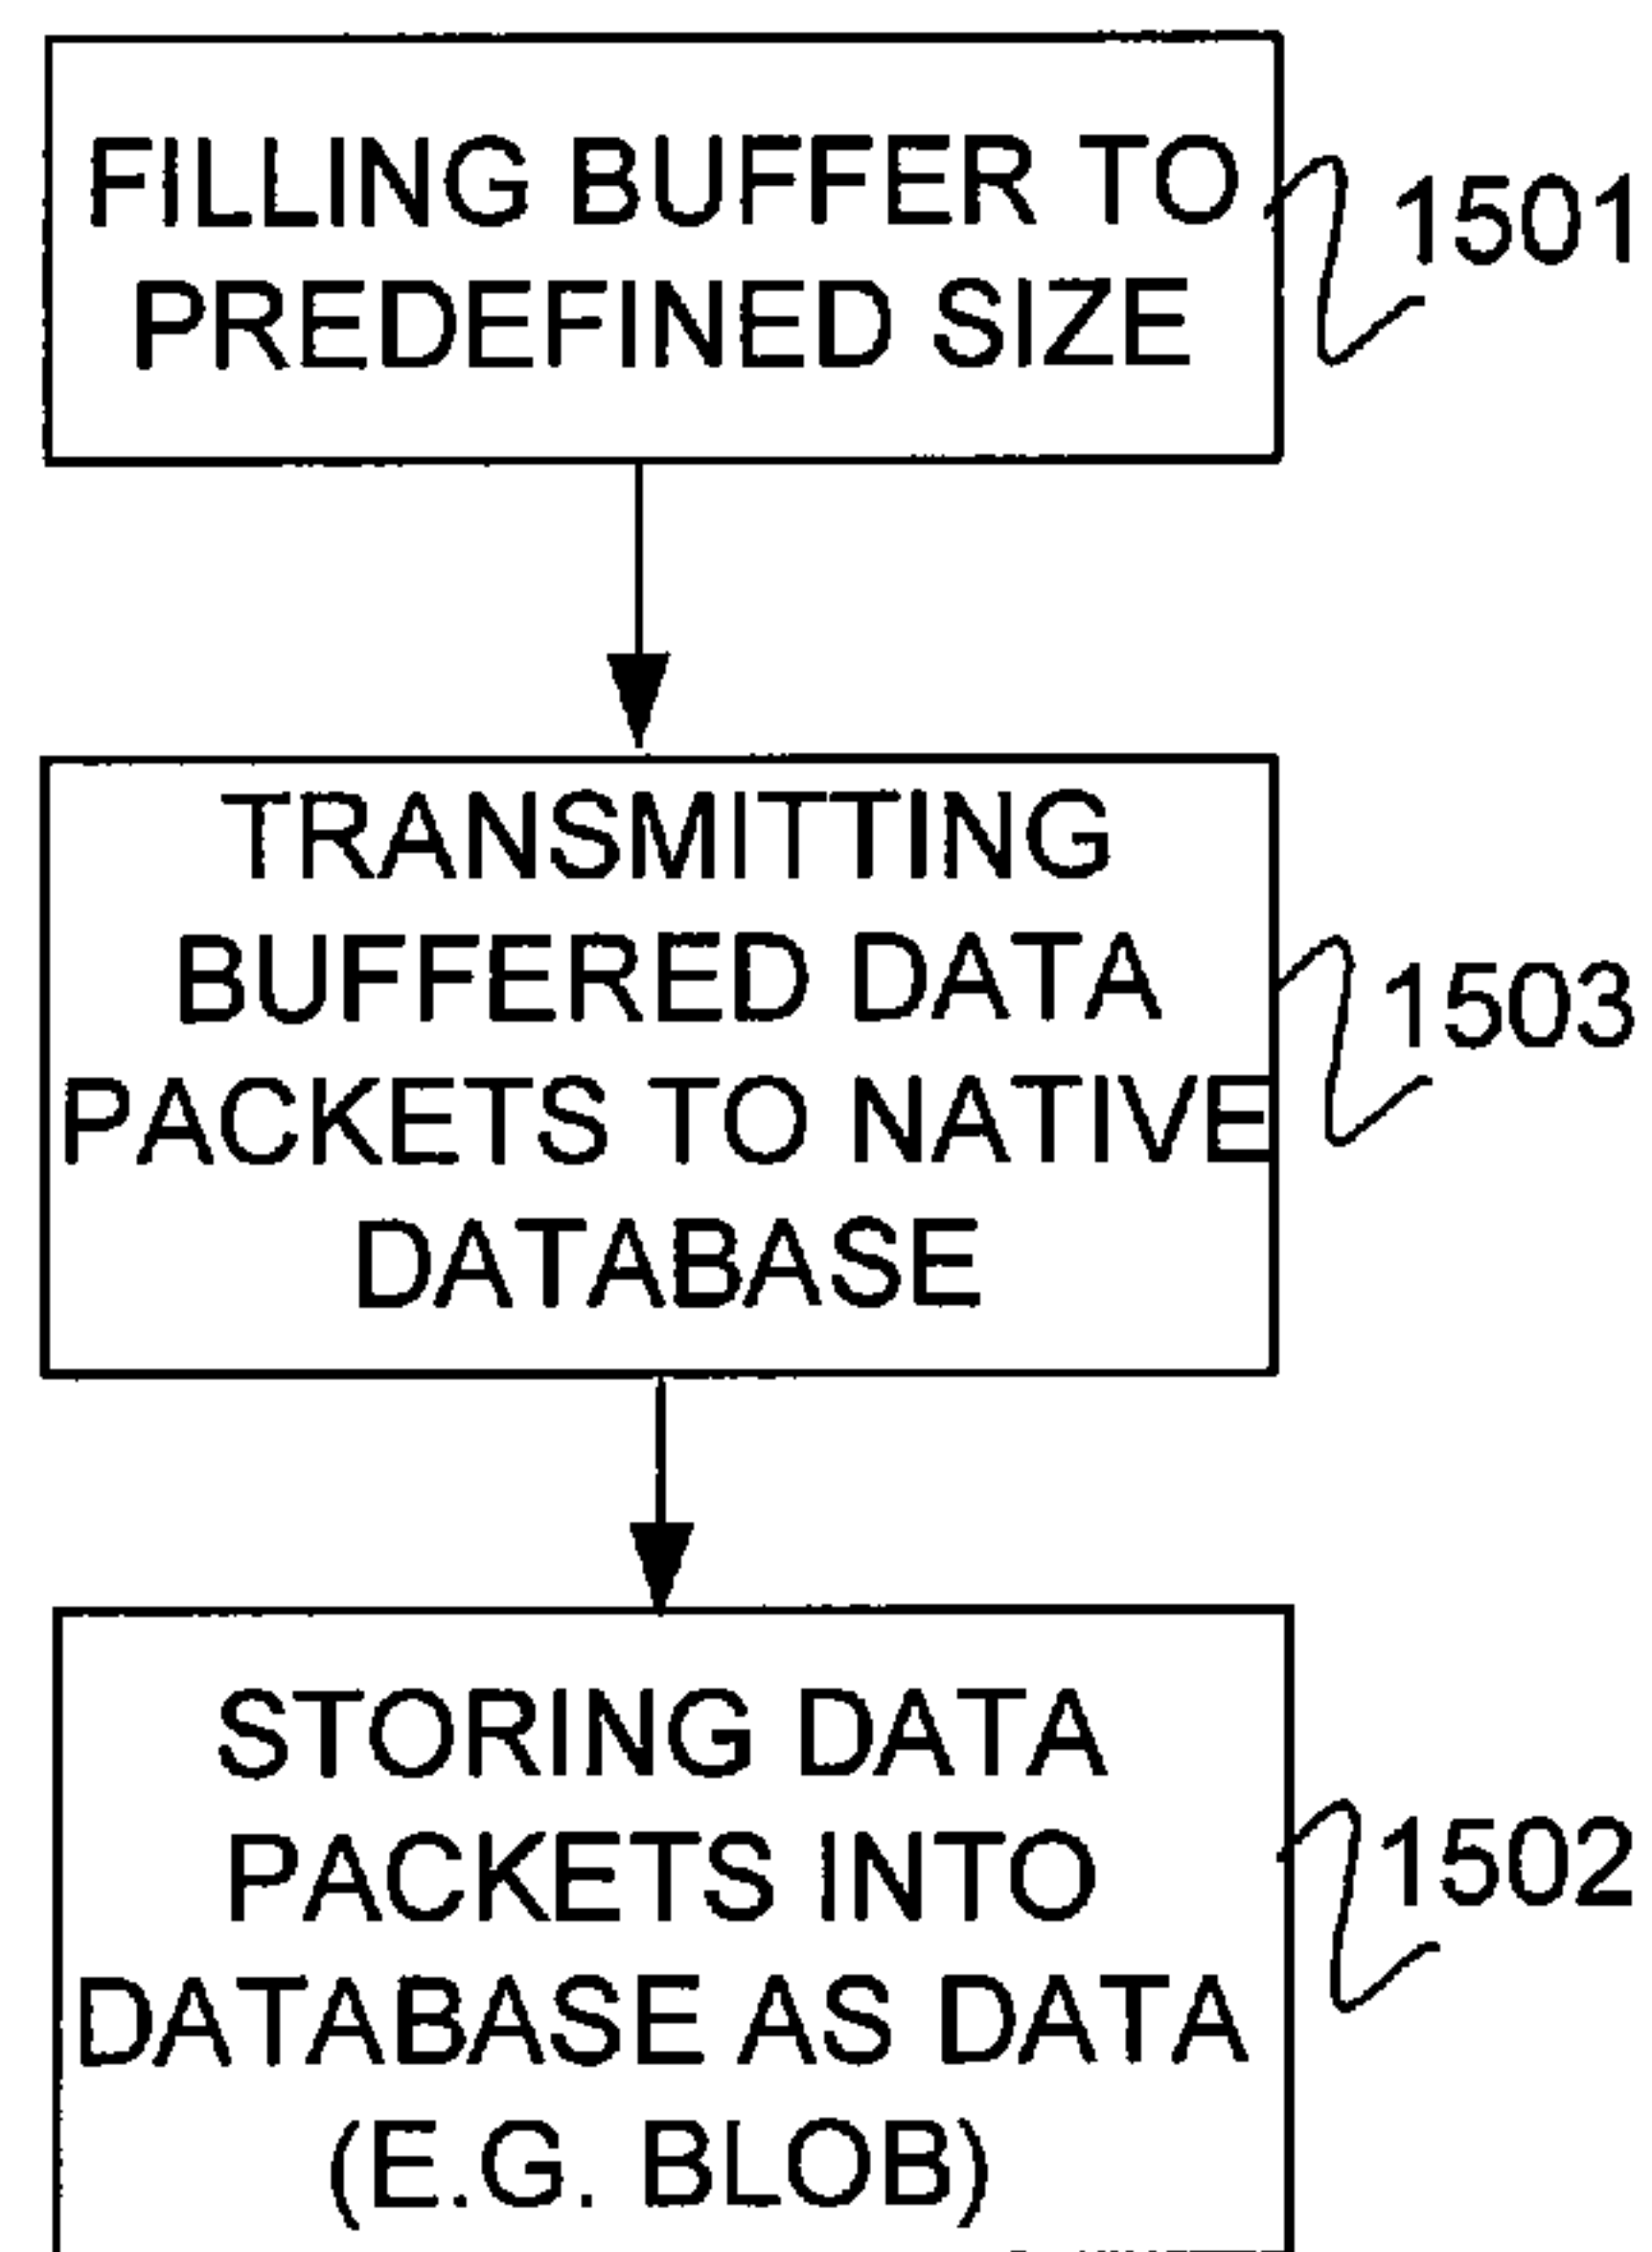 FILLING BUFFER TO
PREDEFINED SIZE
1501
TRANSMITTING
BUFFERED DATA
PACKETS TO NATIVE
DATABASE
1503
STORING DATA
PACKETS INTO
DATABASE AS DATA
(E.G. BLOB)
1502